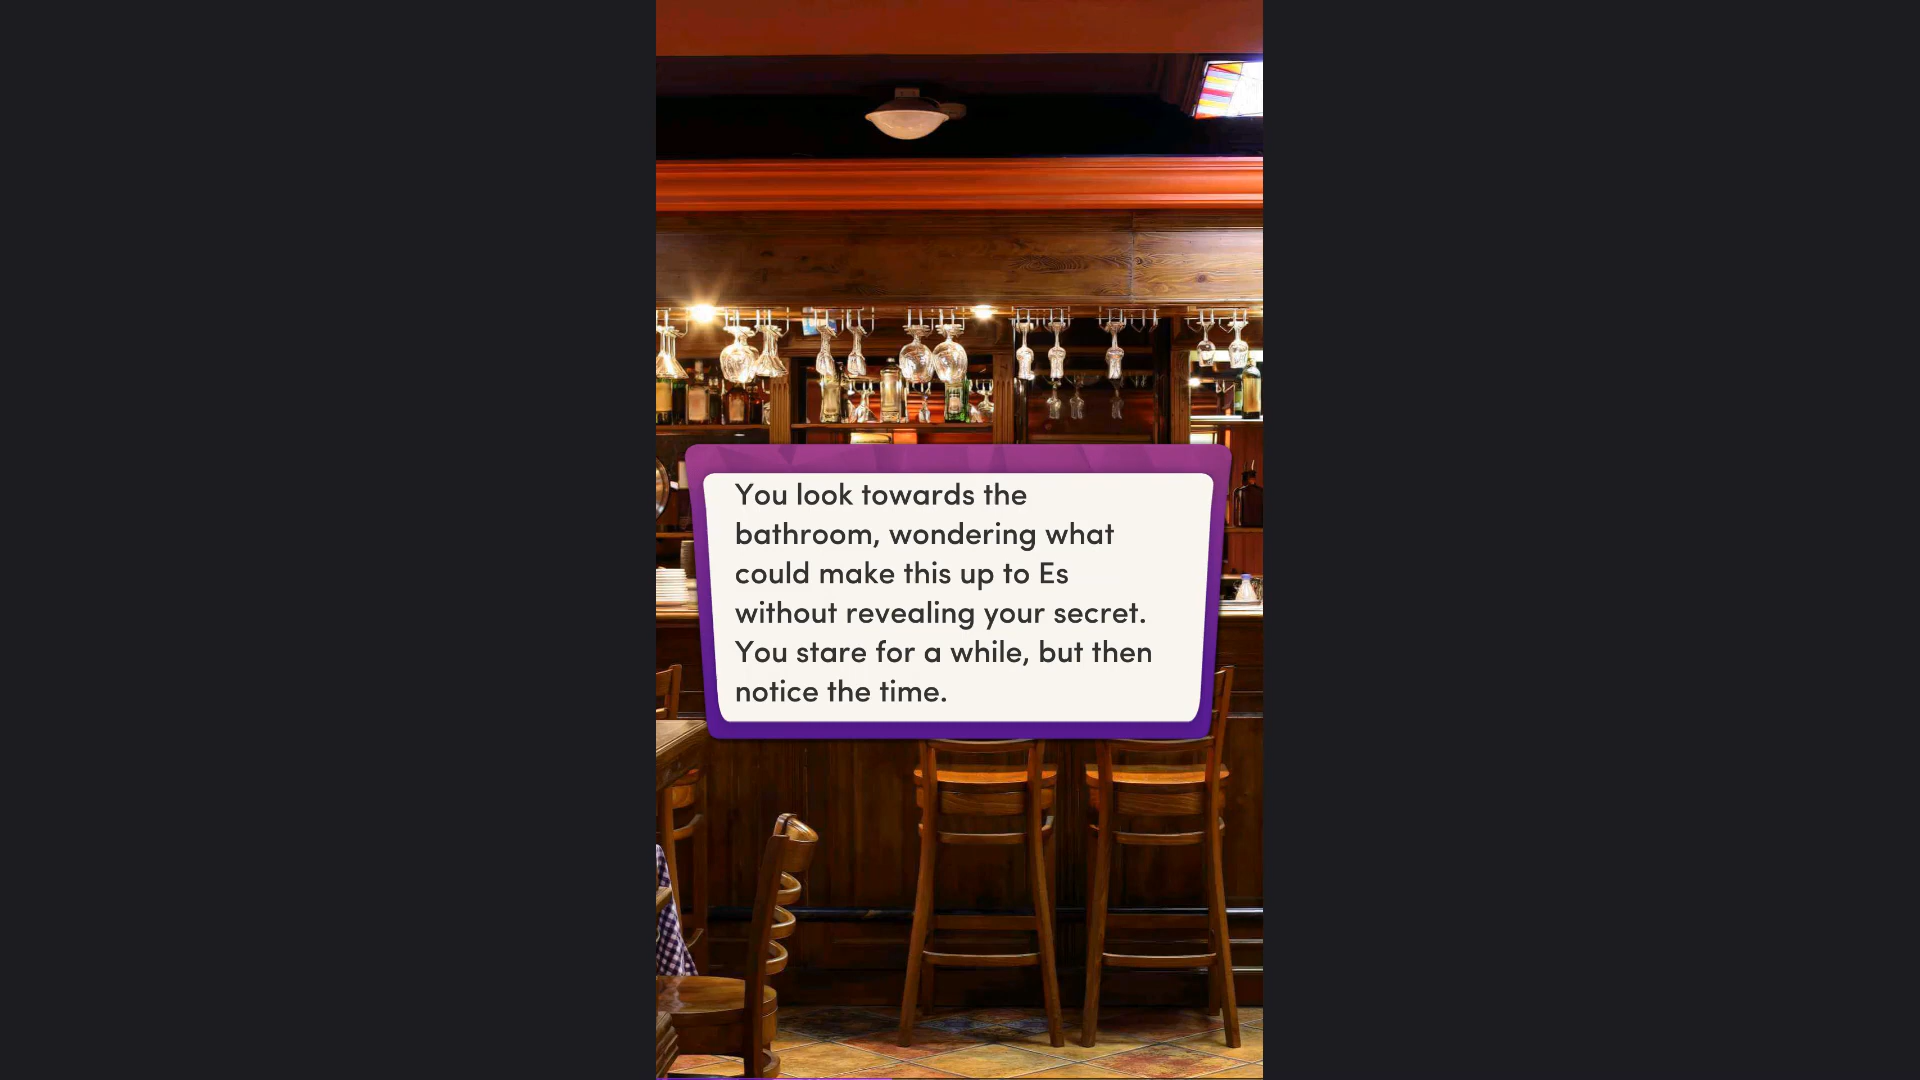 You look towards the
bathroom, wondering what
could make this up to Es
without revealing your secret.
You stare for a while, but then
notice the time.